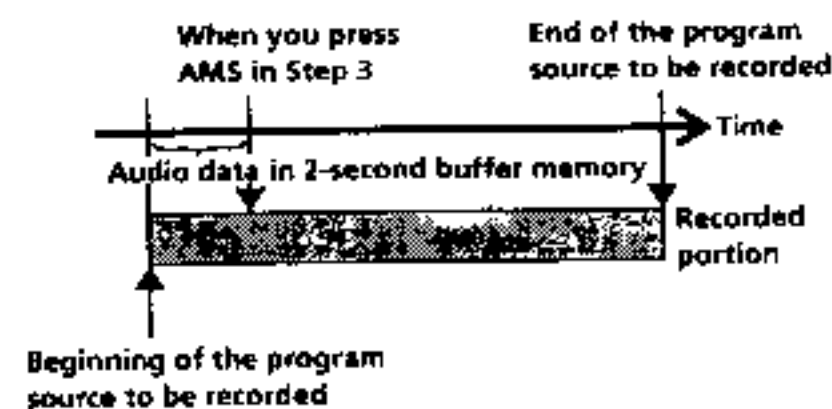 When you press
AMS in Step 3
End of the program
source to be recorded
Time
Audio data in 2-second buffer memory
Recorded
portion
Beginning of the program
source to be recorded